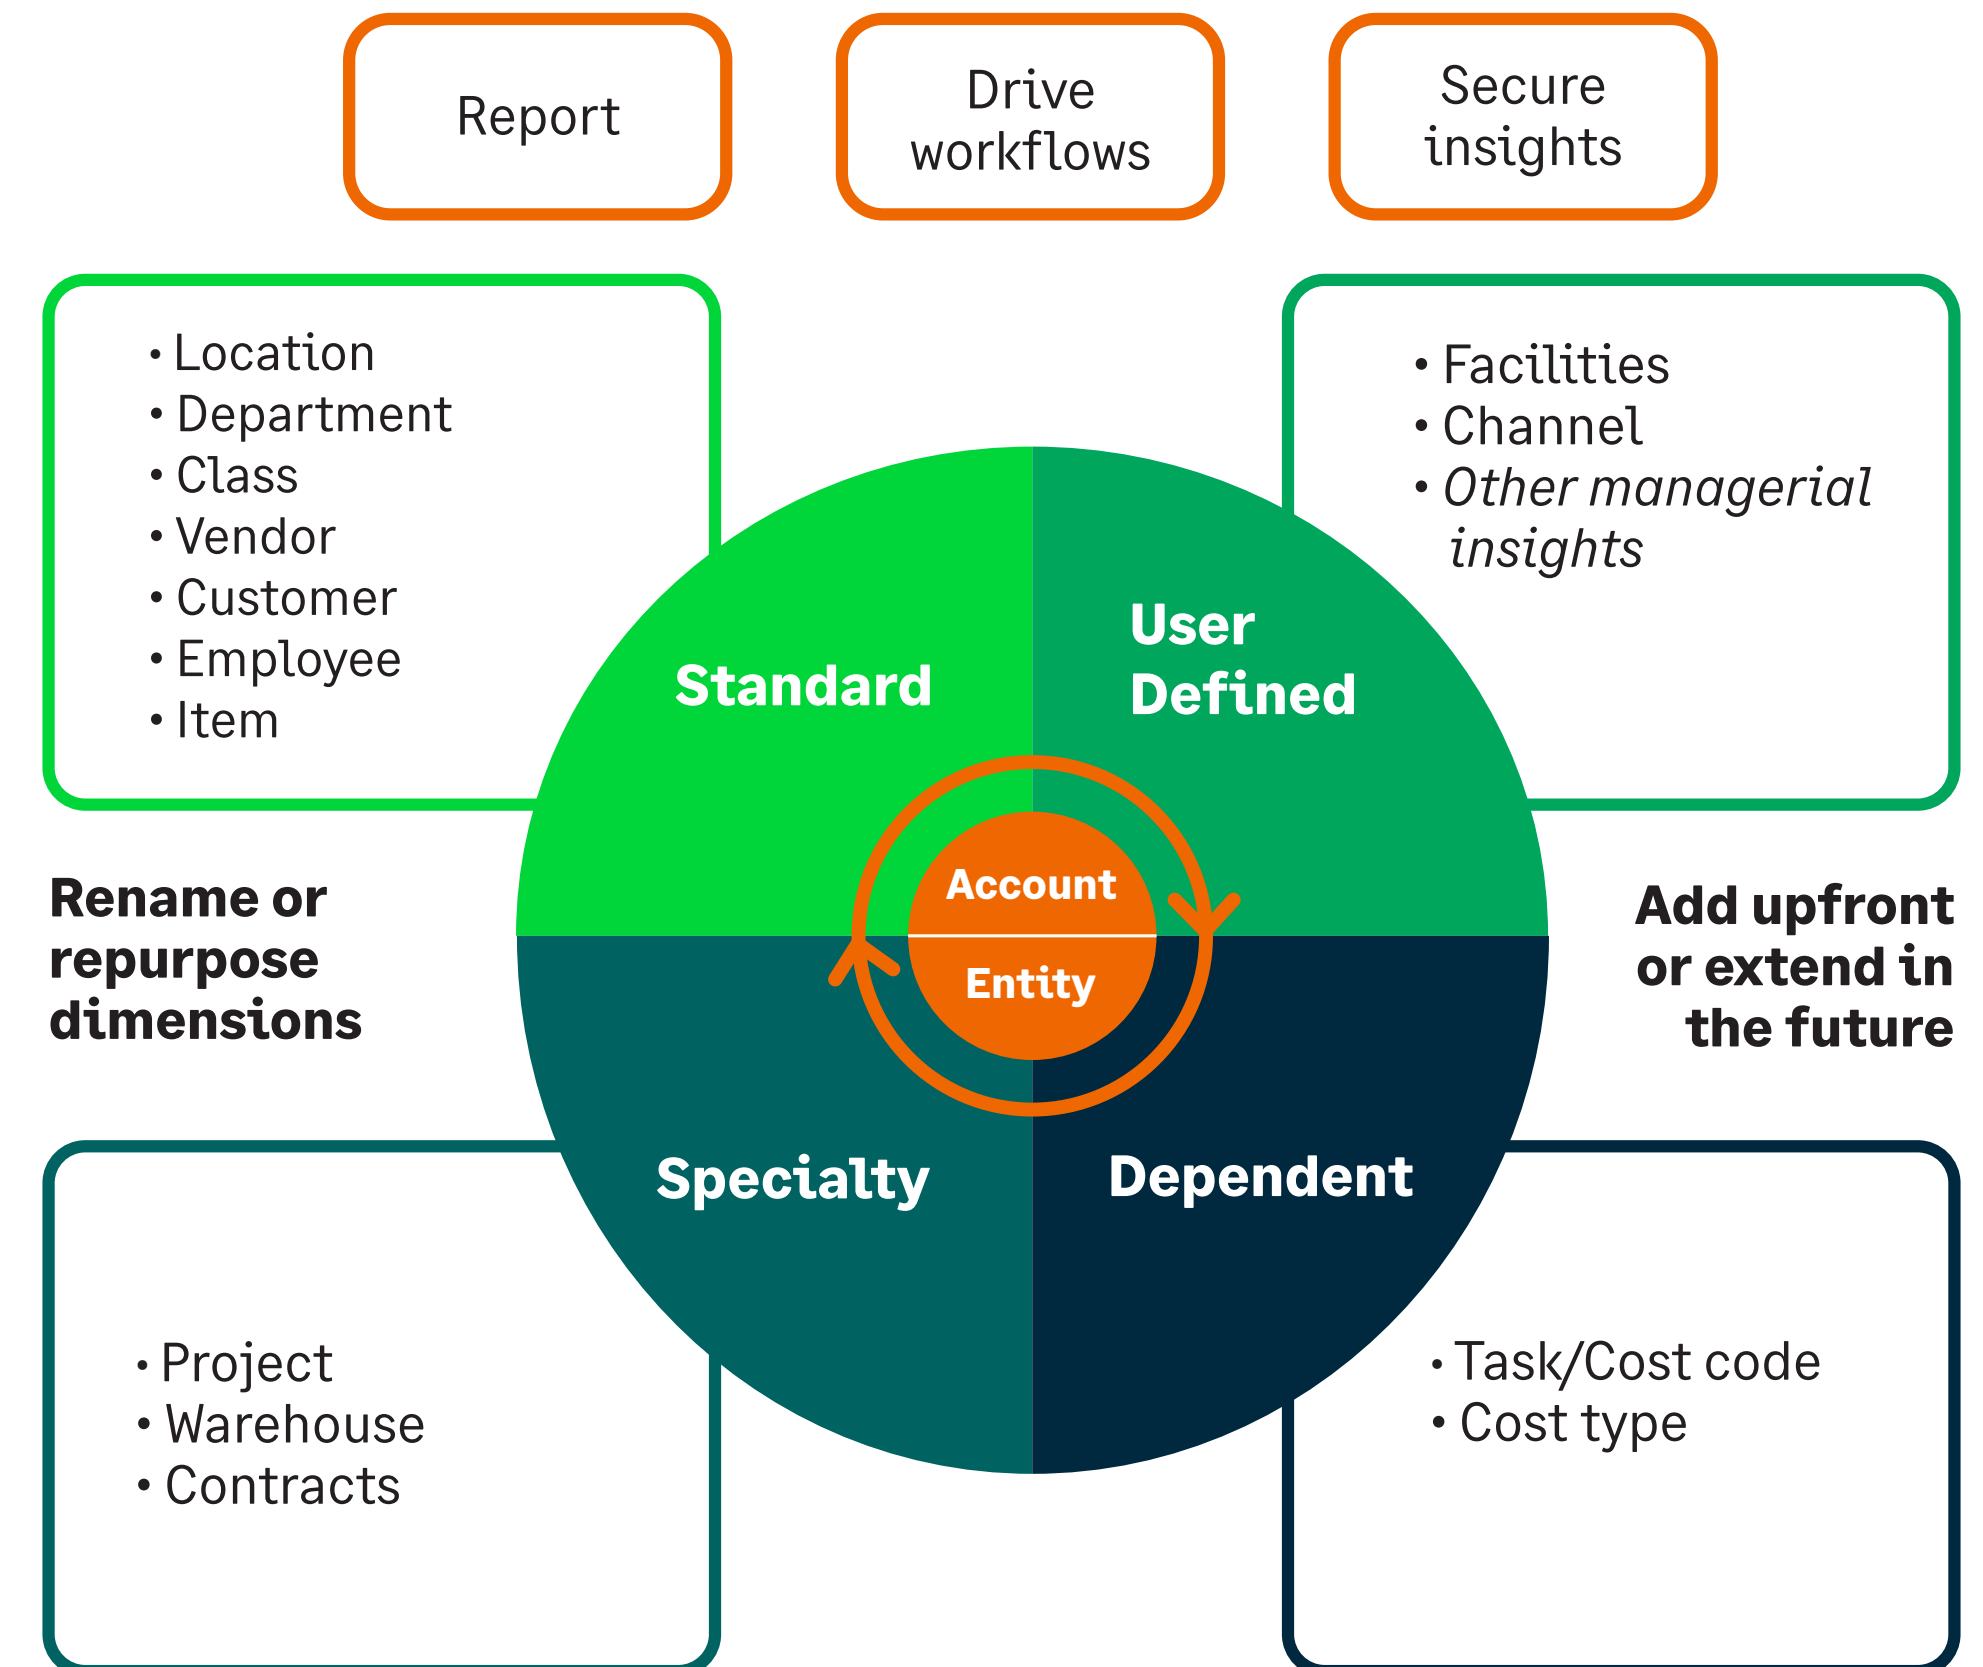 Report
Drive
workflows
Secure
insights
• Location
• Department
• Class
• Vendor
• Customer
• Employee
• Item
• Facilities
• Channel
• Other managerial
insights
Standard
User
Defined
Account
Entity
Rename or
repurpose
dimensions
Add upfront
or extend in
the future
Specialty
Dependent
• Project
• Warehouse
• Contracts
• Task/Cost code
• Cost type